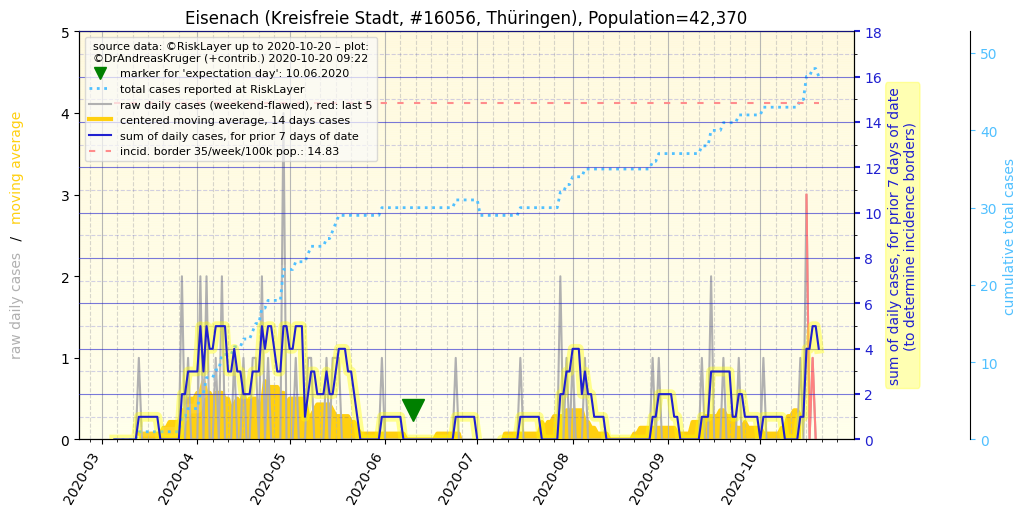 Eisenach (Kreisfreie Stadt, #16056, Thüringen), Population=42,370
source data: ©RiskLayer up to 2020-10-20 – plot:
©DrAndreasKruger (+contrib.) 2020-10-20 09:22
marker for 'expectation day': 10.06.2020
total cases reported at RiskLayer
raw daily cases (weekend-flawed), red: last 5
centered moving average, 14 days cases
sum of daily cases, for prior 7 days of date
incid. border 35/week/100k pop.: 14.83
raw daily cases / moving average
5
4
3
2
1
0
2020-03
2020-04
2020-05
2020-06
2020-07
2020-08
2020-09
2020-10
18
16
14
12
10
8
6
4
2
0
sum of daily cases, for prior 7 days of date
(to determine incidence borders)
50
40
30
20
10
0
cumulative total cases